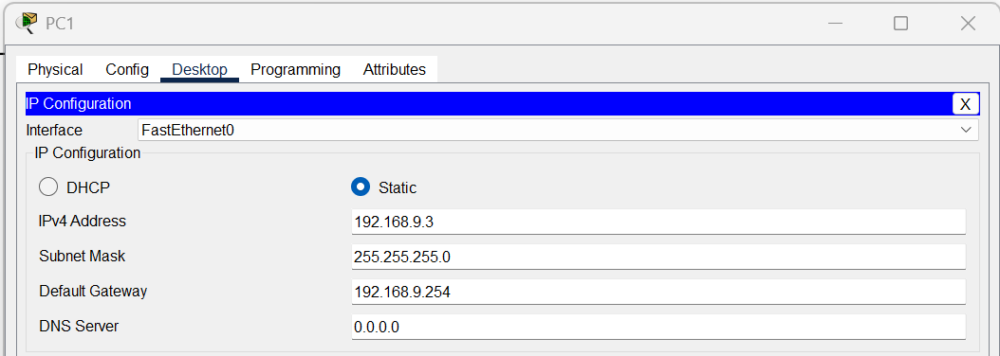 PC1
Physical Config Desktop Programming Attributes
IP Configuration X
Interface FastEthernet0
IP Configuration
DHCP Static
IPv4 Address 192.168.9.3
Subnet Mask 255.255.255.0
Default Gateway 192.168.9.254
DNS Server 0.0.0.0